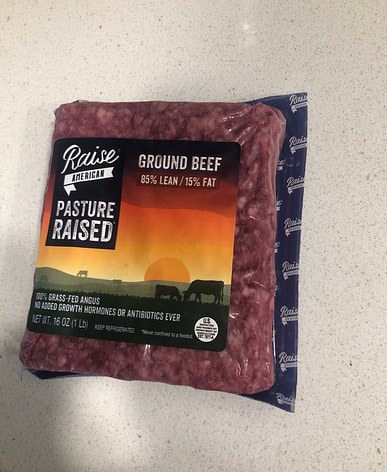 Raise
AMERICAN
GROUND BEEF
85% LEAN / 15% FAT
PASTURE
RAISED*
100% GRASS-FED ANGUS
NO ADDED GROWTH HORMONES OR ANTIBIOTICS EVER
NET WT. 16 OZ (1 Lb)
KEEP REFRIGERATED
*Never confined to a feedlot.
U.S.
Raise
Raise
Raise
Raise
Raise